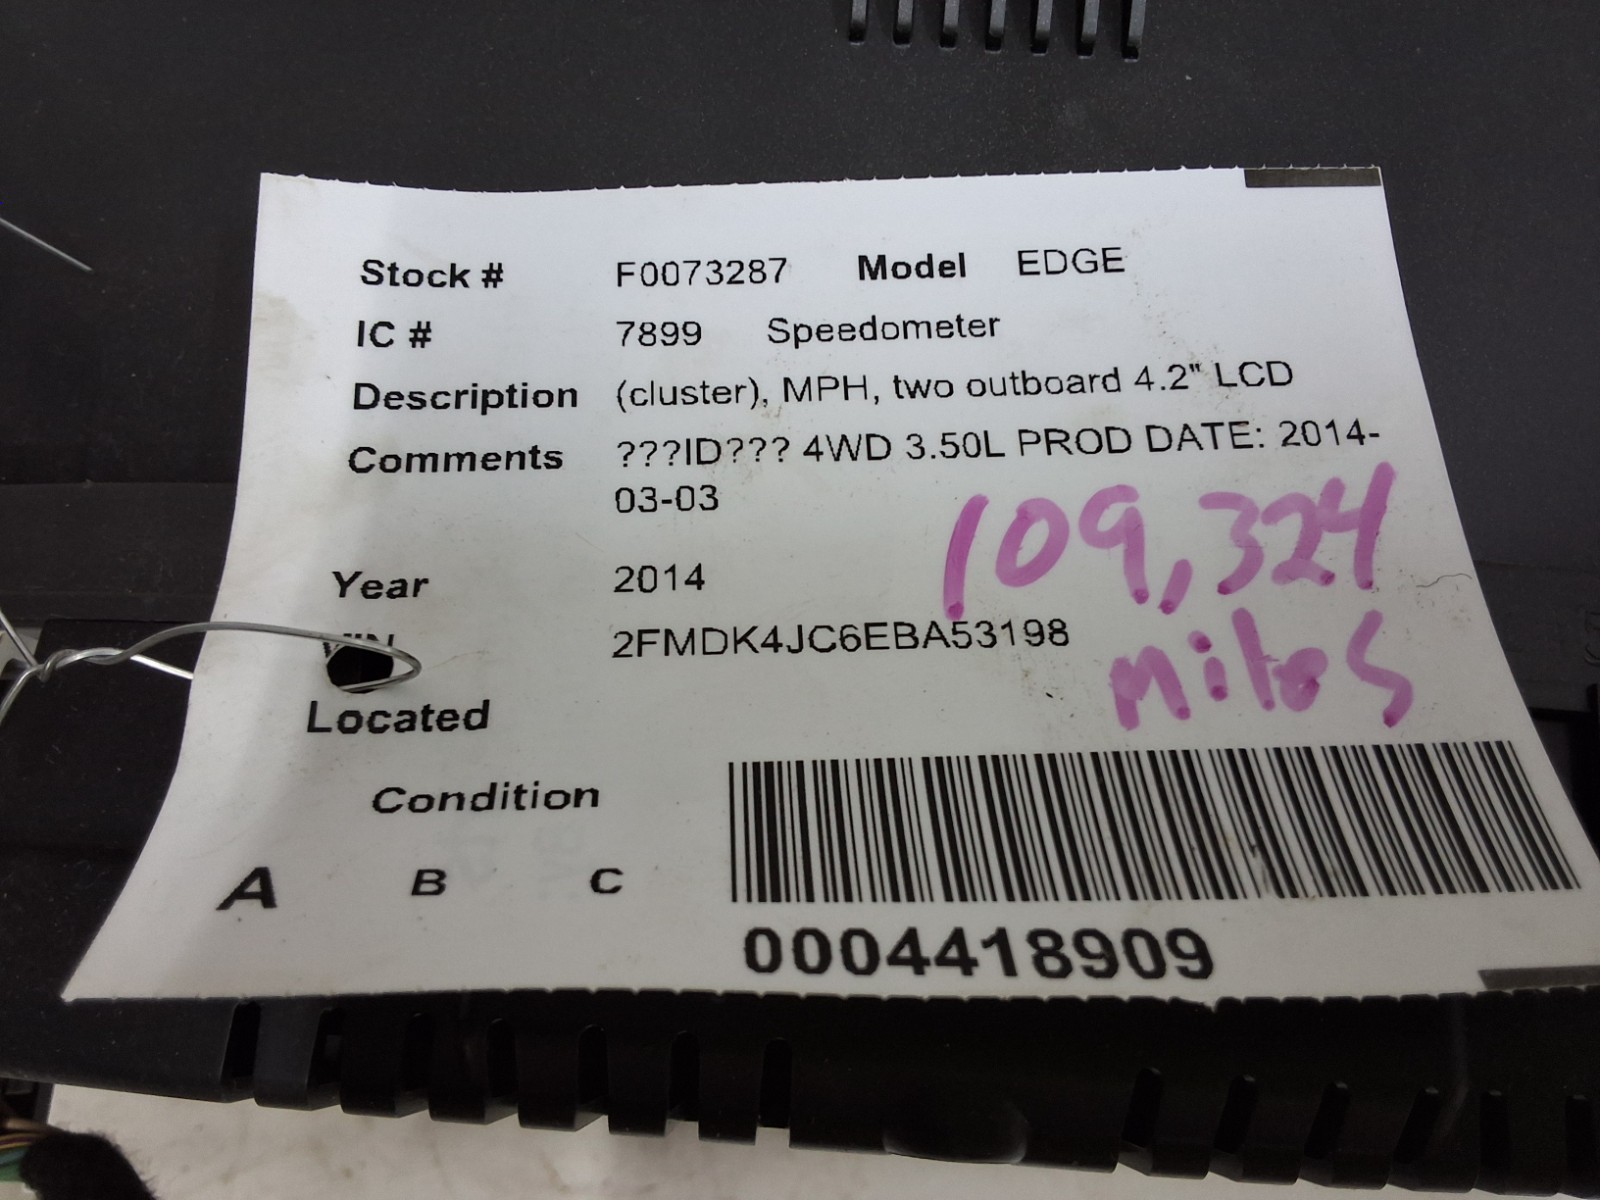 Stock # F0073287 Model EDGE
IC # 7899 Speedometer
Description (cluster), MPH, two outboard 4.2" LCD
Comments ???ID??? 4WD 3.50L PROD DATE: 2014-
03-03
109,324
Year 2014
2FMDK4JC6EBA53198
miles
Located
Condition
A B C
0004418909